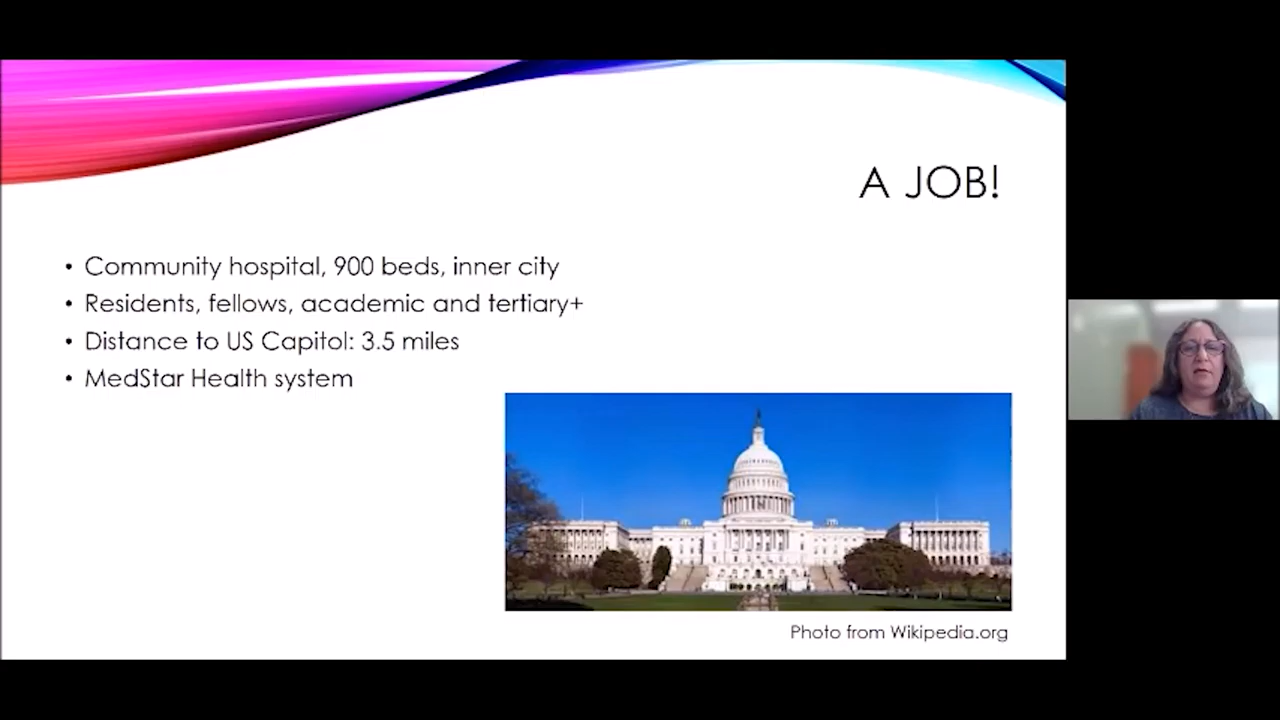 A JOB!
• Community hospital, 900 beds, inner city
• Residents, fellows, academic and tertiary+
• Distance to US Capitol: 3.5 miles
• MedStar Health system
Photo from Wikipedia.org